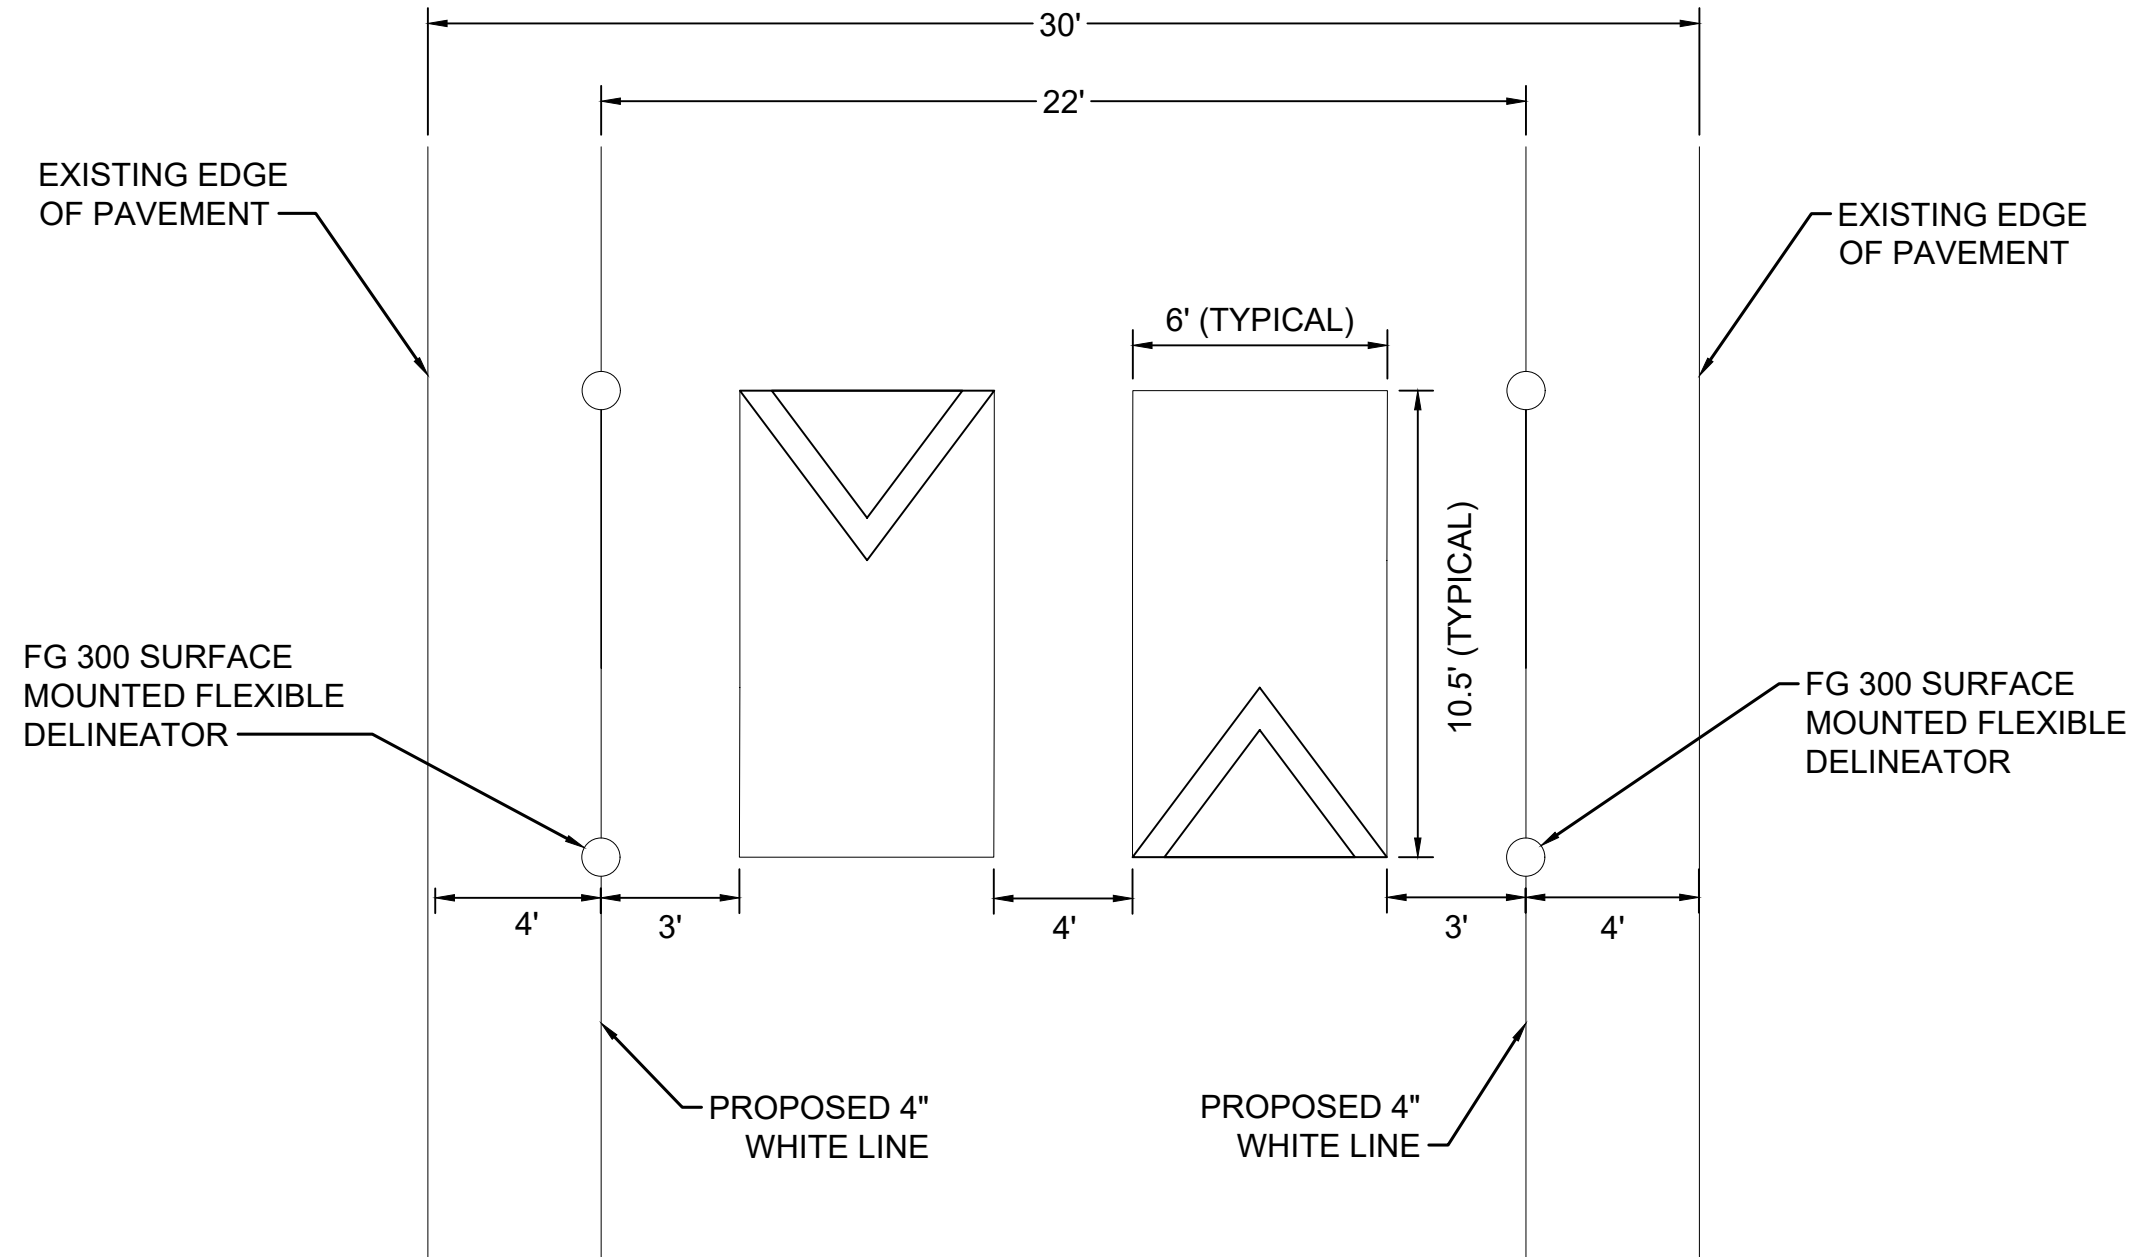 30'
22'
EXISTING EDGE
OF PAVEMENT
EXISTING EDGE
OF PAVEMENT
6' (TYPICAL)
10.5' (TYPICAL)
FG 300 SURFACE
MOUNTED FLEXIBLE
DELINEATOR
FG 300 SURFACE
MOUNTED FLEXIBLE
DELINEATOR
4'
3'
4'
3'
4'
PROPOSED 4"
WHITE LINE
PROPOSED 4"
WHITE LINE